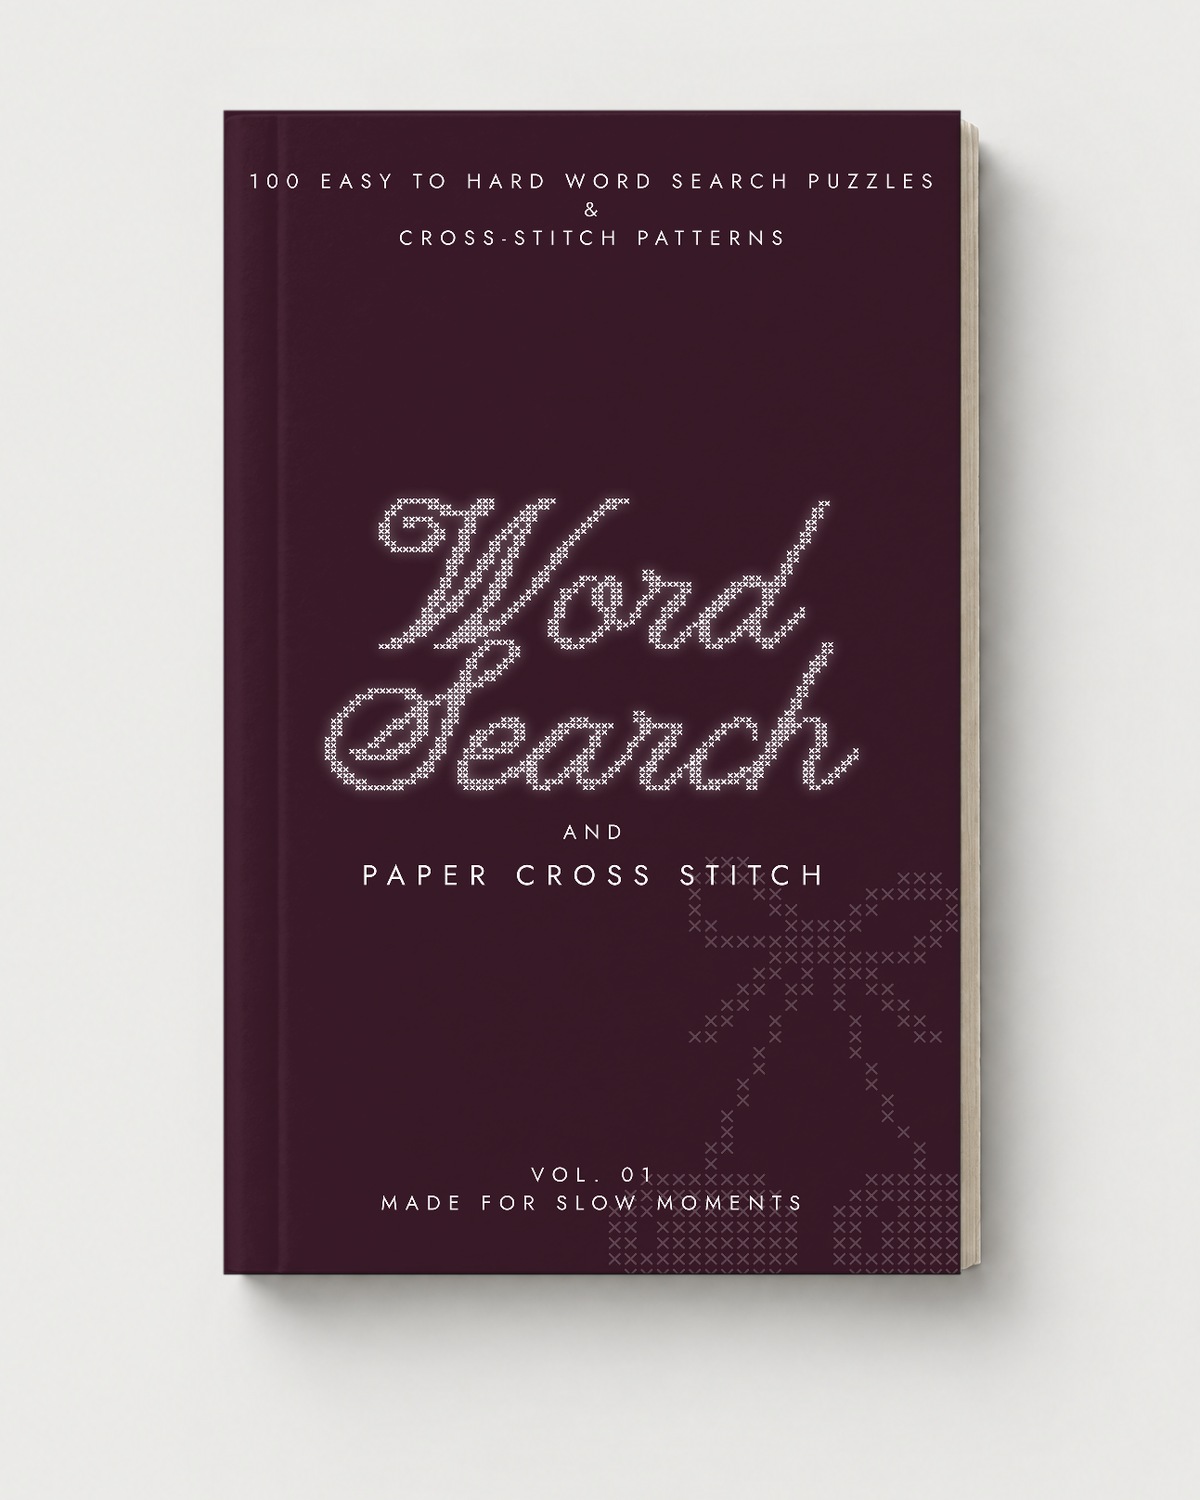 100 EASY TO HARD WORD SEARCH PUZZLES
&
CROSS-STITCH PATTERNS
Word
Search
AND
PAPER CROSS STITCH
VOL. 01
MADE FOR SLOW MOMENTS